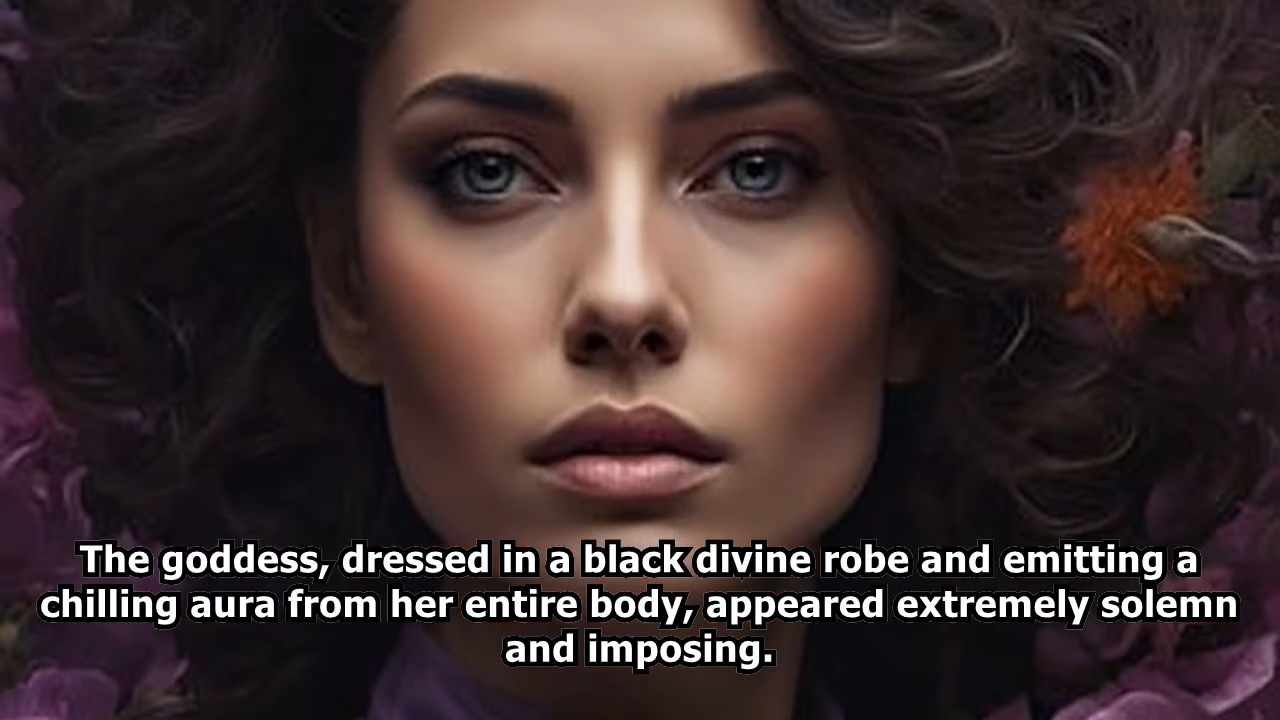 The goddess, dressed in a black divine robe and emitting a
chilling aura from her entire body, appeared extremely solemn
and imposing.